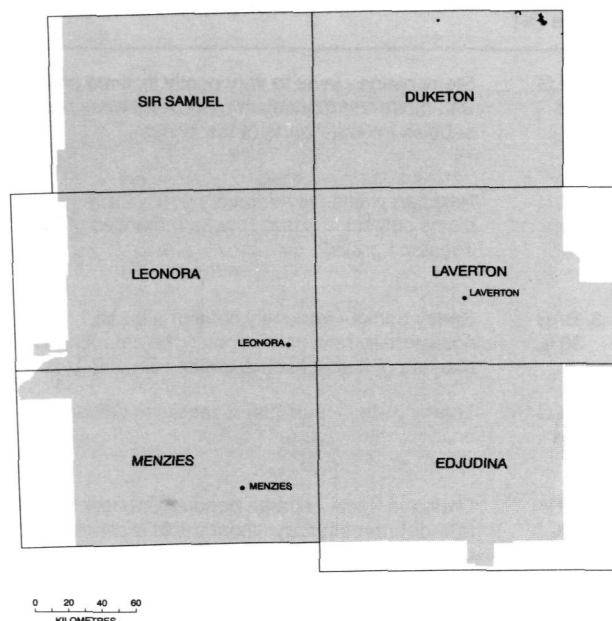 SIR SAMUEL
DUKETON
LEONORA
LAVERTON
LAVERTON
LEONORA
MENZIES
EDJUDINA
MENZIES
0 20 40 60
KILOMETRES